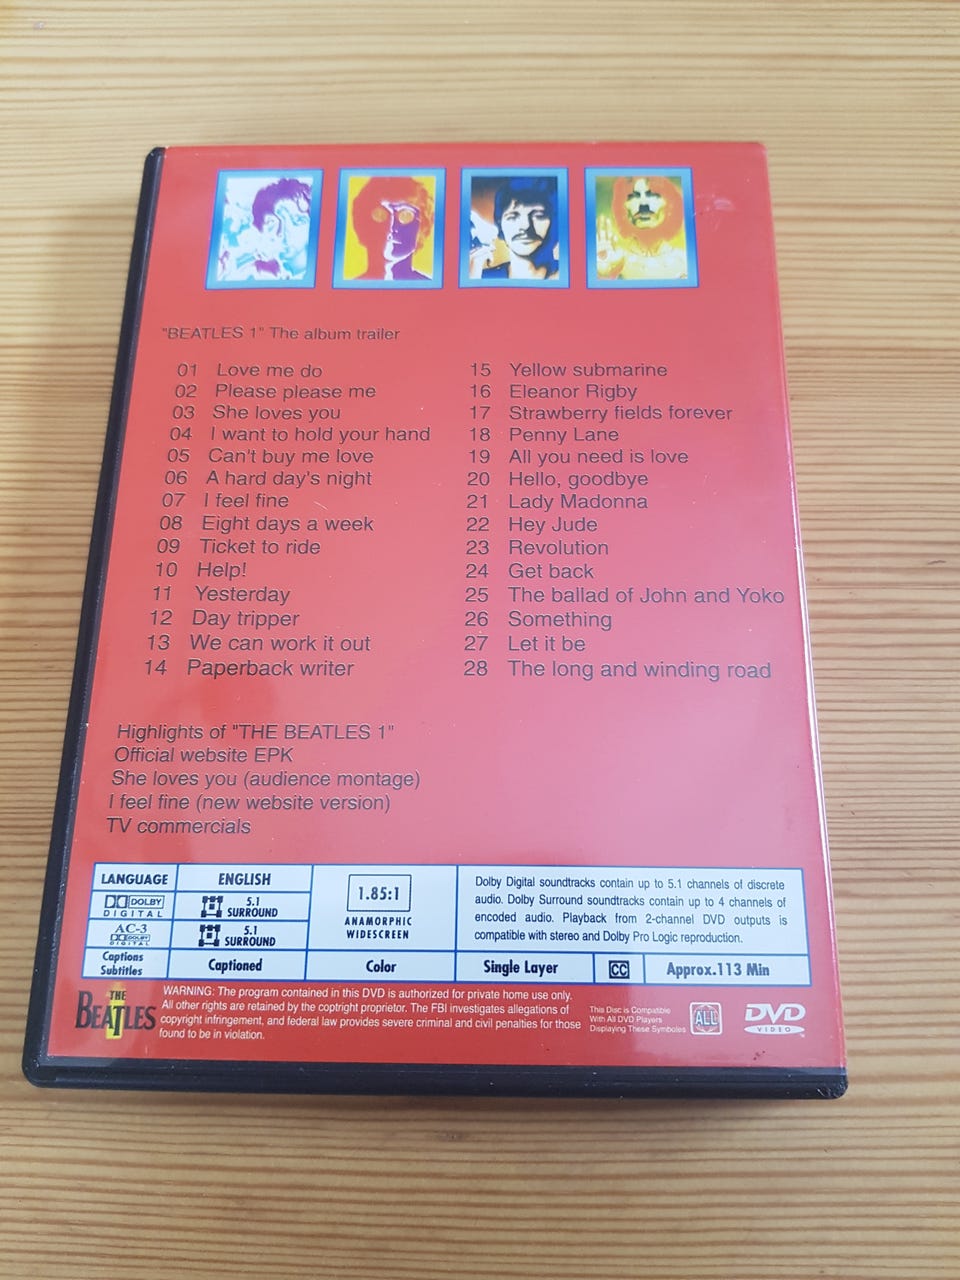 "BEATLES 1" The album trailer
01 Love me do
02 Please please me
03 She loves you
04 I want to hold your hand
05 Can't buy me love
06 A hard day's night
07 I feel fine
08 Eight days a week
09 Ticket to ride
10 Help!
11 Yesterday
12 Day tripper
13 We can work it out
14 Paperback writer
15 Yellow submarine
16 Eleanor Rigby
17 Strawberry fields forever
18 Penny Lane
19 All you need is love
20 Hello, goodbye
21 Lady Madonna
22 Hey Jude
23 Revolution
24 Get back
25 The ballad of John and Yoko
26 Something
27 Let it be
28 The long and winding road
Highlights of "THE BEATLES 1"
Official website EPK
She loves you (audience montage)
I feel fine (new website version)
TV commercials
LANGUAGE
ENGLISH
DOLBY
DIGITAL
5.1
SURROUND
AC-3
DOLBY
DIGITAL
5.1
SURROUND
Captions
Subtitles
Captioned
1.85:1
ANAMORPHIC
WIDESCREEN
Color
Dolby Digital soundtracks contain up to 5.1 channels of discrete
audio. Dolby Surround soundtracks contain up to 4 channels of
encoded audio. Playback from 2-channel DVD outputs is
compatible with stereo and Dolby Pro Logic reproduction.
Single Layer
CC
Approx.113 Min
THE
BEATLES
WARNING: The program contained in this DVD is authorized for private home use only.
All other rights are retained by the coptright proprietor. The FBI investigates allegations of
copyright infringement, and federal law provides severe criminal and civil penalties for those
found to be in violation.
This Disc is Compatible
With All DVD Players
Displaying These Symboles
ALL
DVD
VIDEO